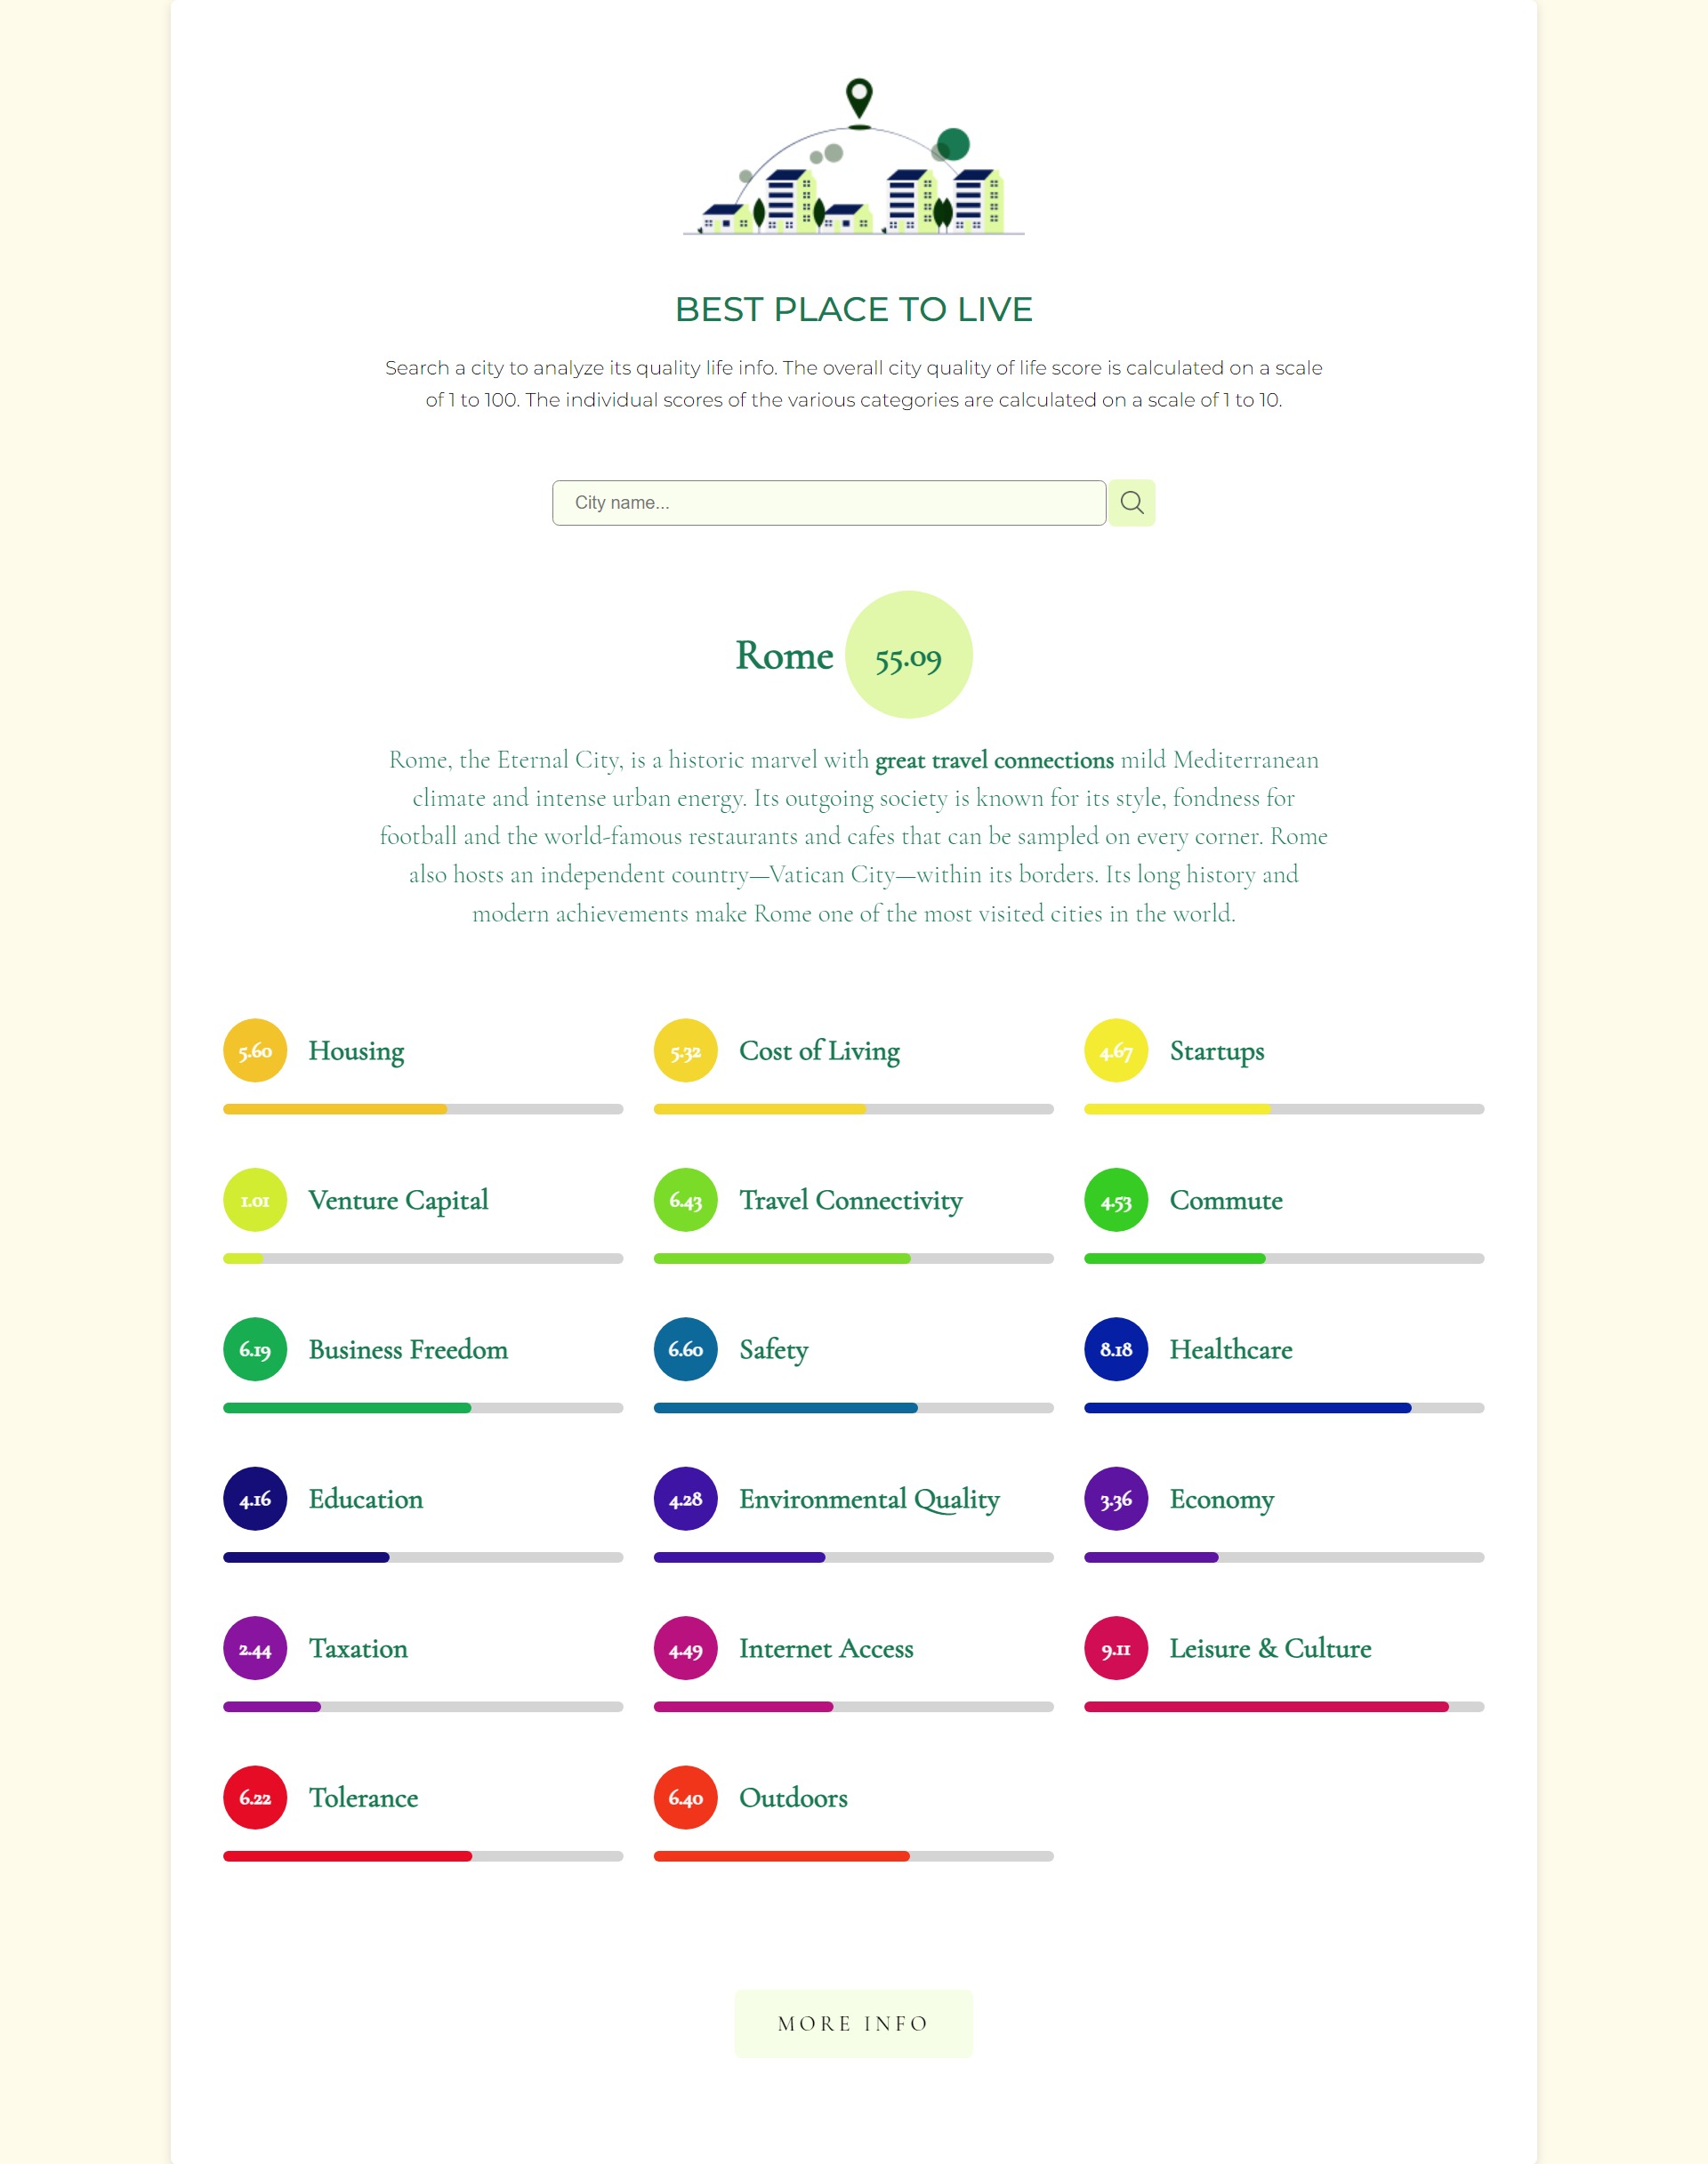 BEST PLACE TO LIVE
Search a city to analyze its quality life info. The overall city quality of life score is calculated on a scale
of 1 to 100. The individual scores of the various categories are calculated on a scale of 1 to 10.
City name...
Rome 55.09
Rome, the Eternal City, is a historic marvel with great travel connections mild Mediterranean
climate and intense urban energy. Its outgoing society is known for its style, fondness for
football and the world-famous restaurants and cafes that can be sampled on every corner. Rome
also hosts an independent country—Vatican City—within its borders. Its long history and
modern achievements make Rome one of the most visited cities in the world.
5.60 Housing
5.32 Cost of Living
4.67 Startups
1.01 Venture Capital
6.43 Travel Connectivity
4.53 Commute
6.19 Business Freedom
6.60 Safety
8.18 Healthcare
4.16 Education
4.28 Environmental Quality
3.36 Economy
2.44 Taxation
4.49 Internet Access
9.11 Leisure & Culture
6.22 Tolerance
6.40 Outdoors
MORE INFO